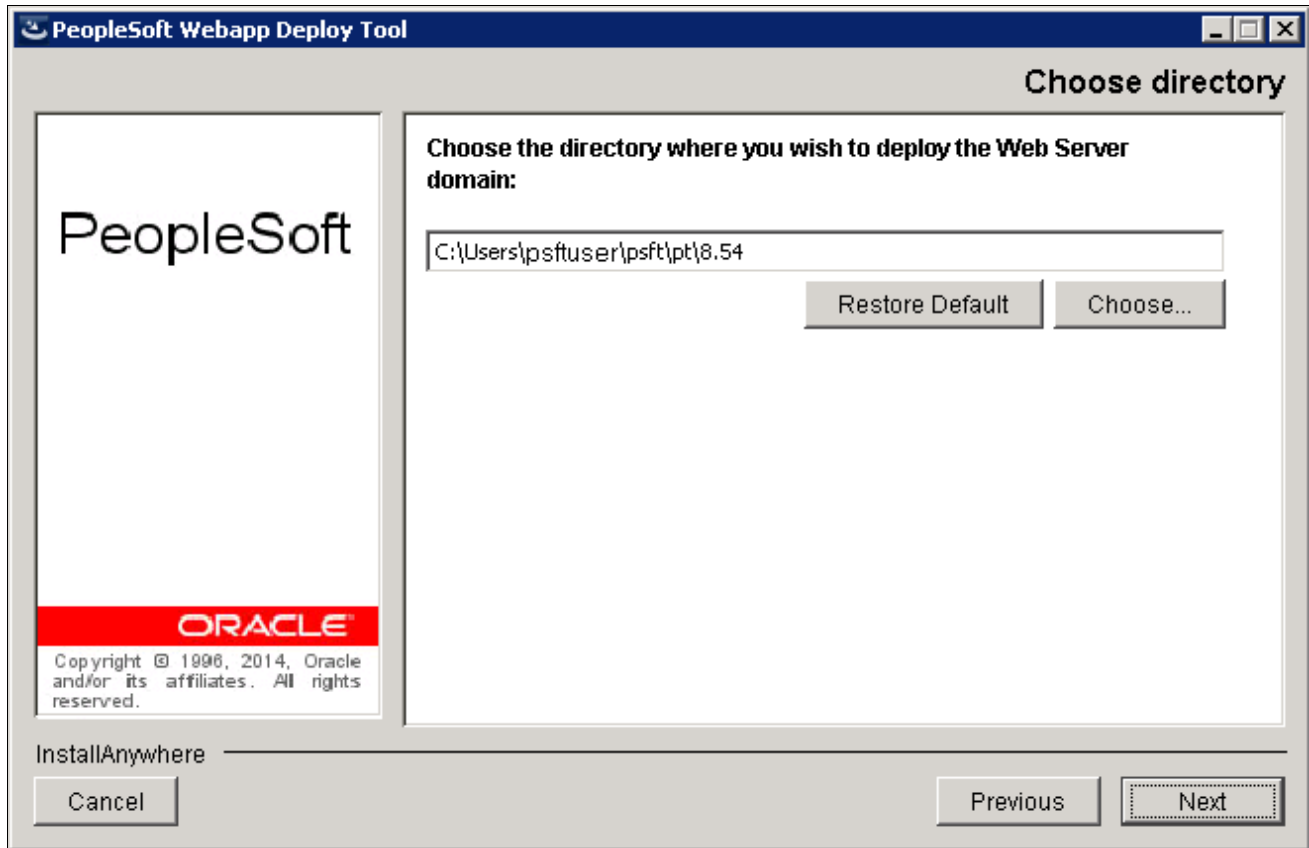 PeopleSoft Webapp Deploy Tool
Choose directory
PeopleSoft
ORACLE
Copyright © 1996, 2014, Oracle
and/or its affiliates. All rights
reserved.
Choose the directory where you wish to deploy the Web Server
domain:
C:\Users\psftuser\psft\pt\8.54
Restore Default
Choose...
InstallAnywhere
Cancel
Previous
Next